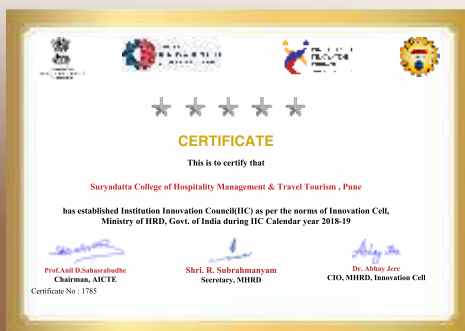 CERTIFICATE
This is to certify that
Suryadatta College of Hospitality Management & Travel Tourism , Pune
has established Institution Innovation Council(IIC) as per the norms of Innovation Cell,
Ministry of HRD, Govt. of India during IIC Calendar year 2018-19
Prof.Anil D.Sahasrabudhe
Chairman, AICTE
Shri. R. Subrahmanyam
Secretary, MHRD
Dr. Abhay Jere
CIO, MHRD, Innovation Cell
Certificate No : 1785